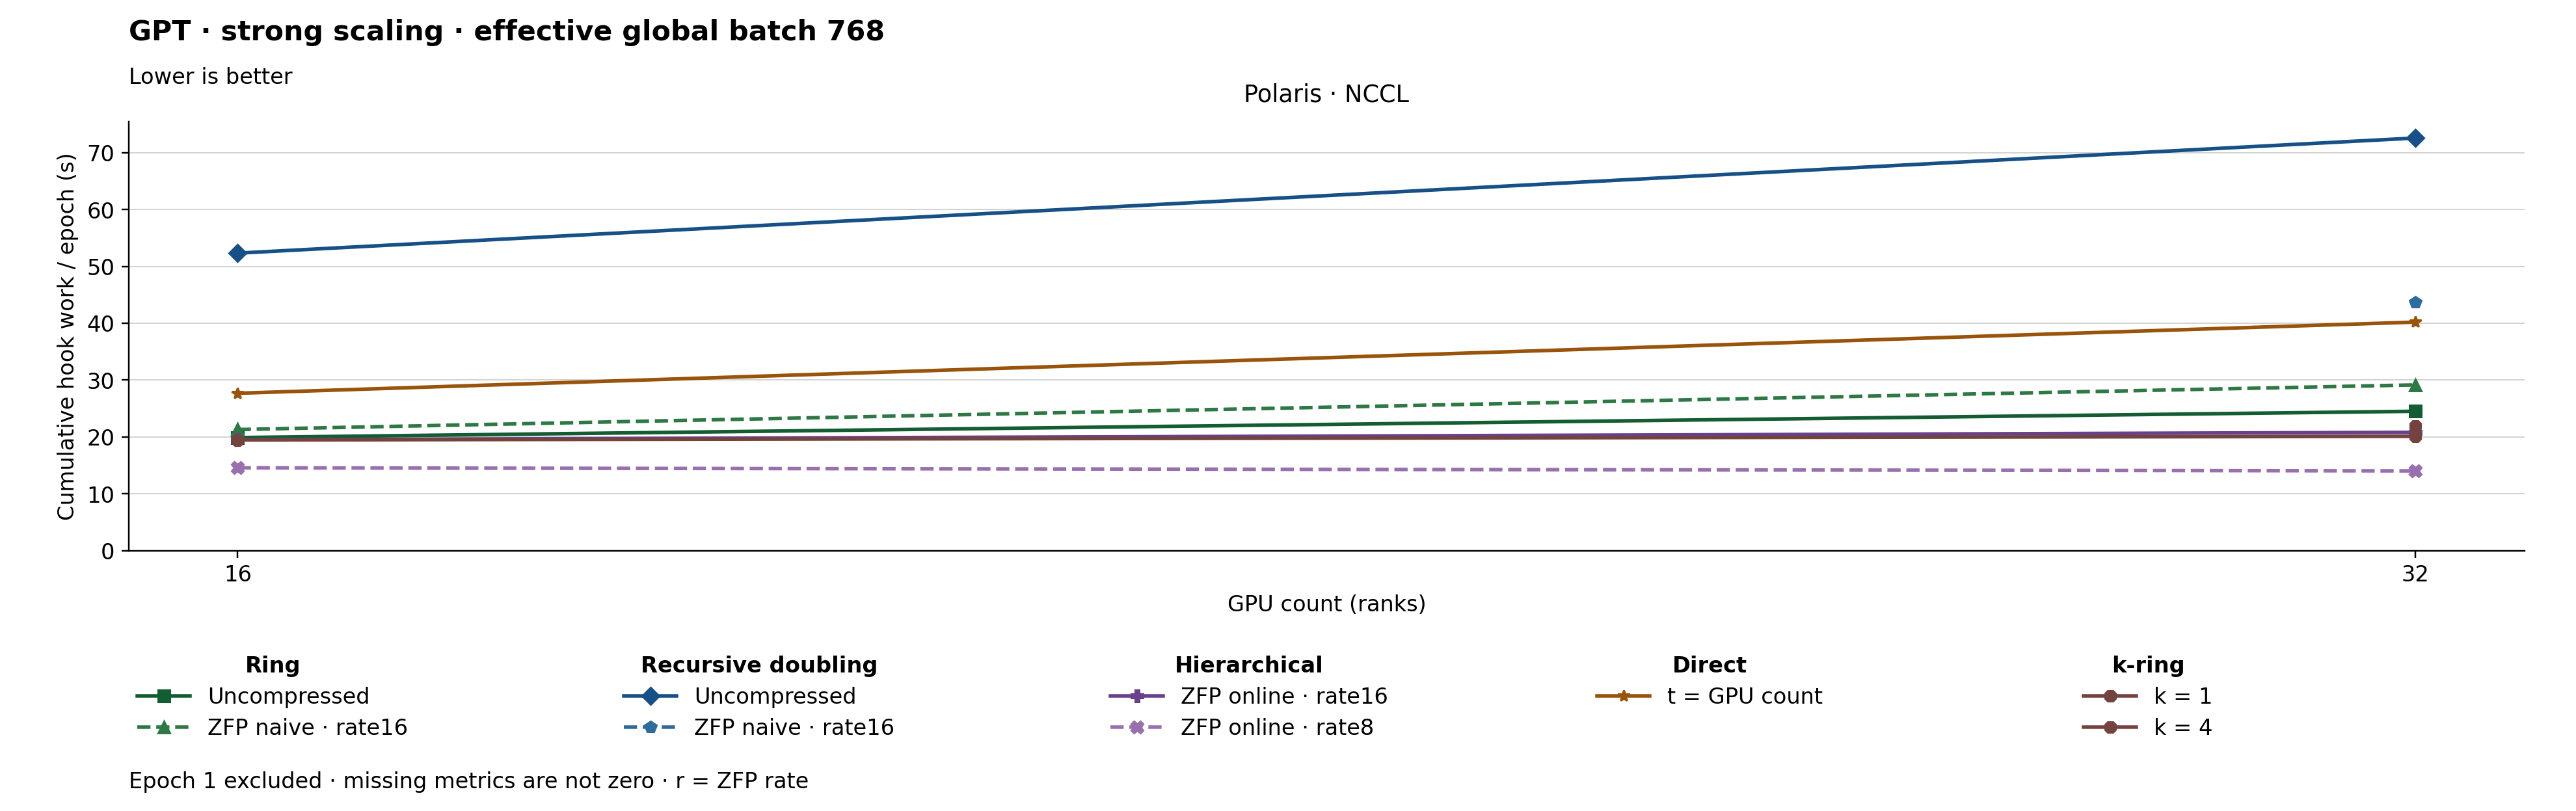 GPT · strong scaling · effective global batch 768
Lower is better
Polaris · NCCL
Cumulative hook work / epoch (s)
70
60
50
40
30
20
10
0
16
32
GPU count (ranks)
Ring
Uncompressed
ZFP naive · rate16
Recursive doubling
Uncompressed
ZFP naive · rate16
Hierarchical
ZFP online · rate16
ZFP online · rate8
Direct
t = GPU count
k-ring
k = 1
k = 4
Epoch 1 excluded · missing metrics are not zero · r = ZFP rate